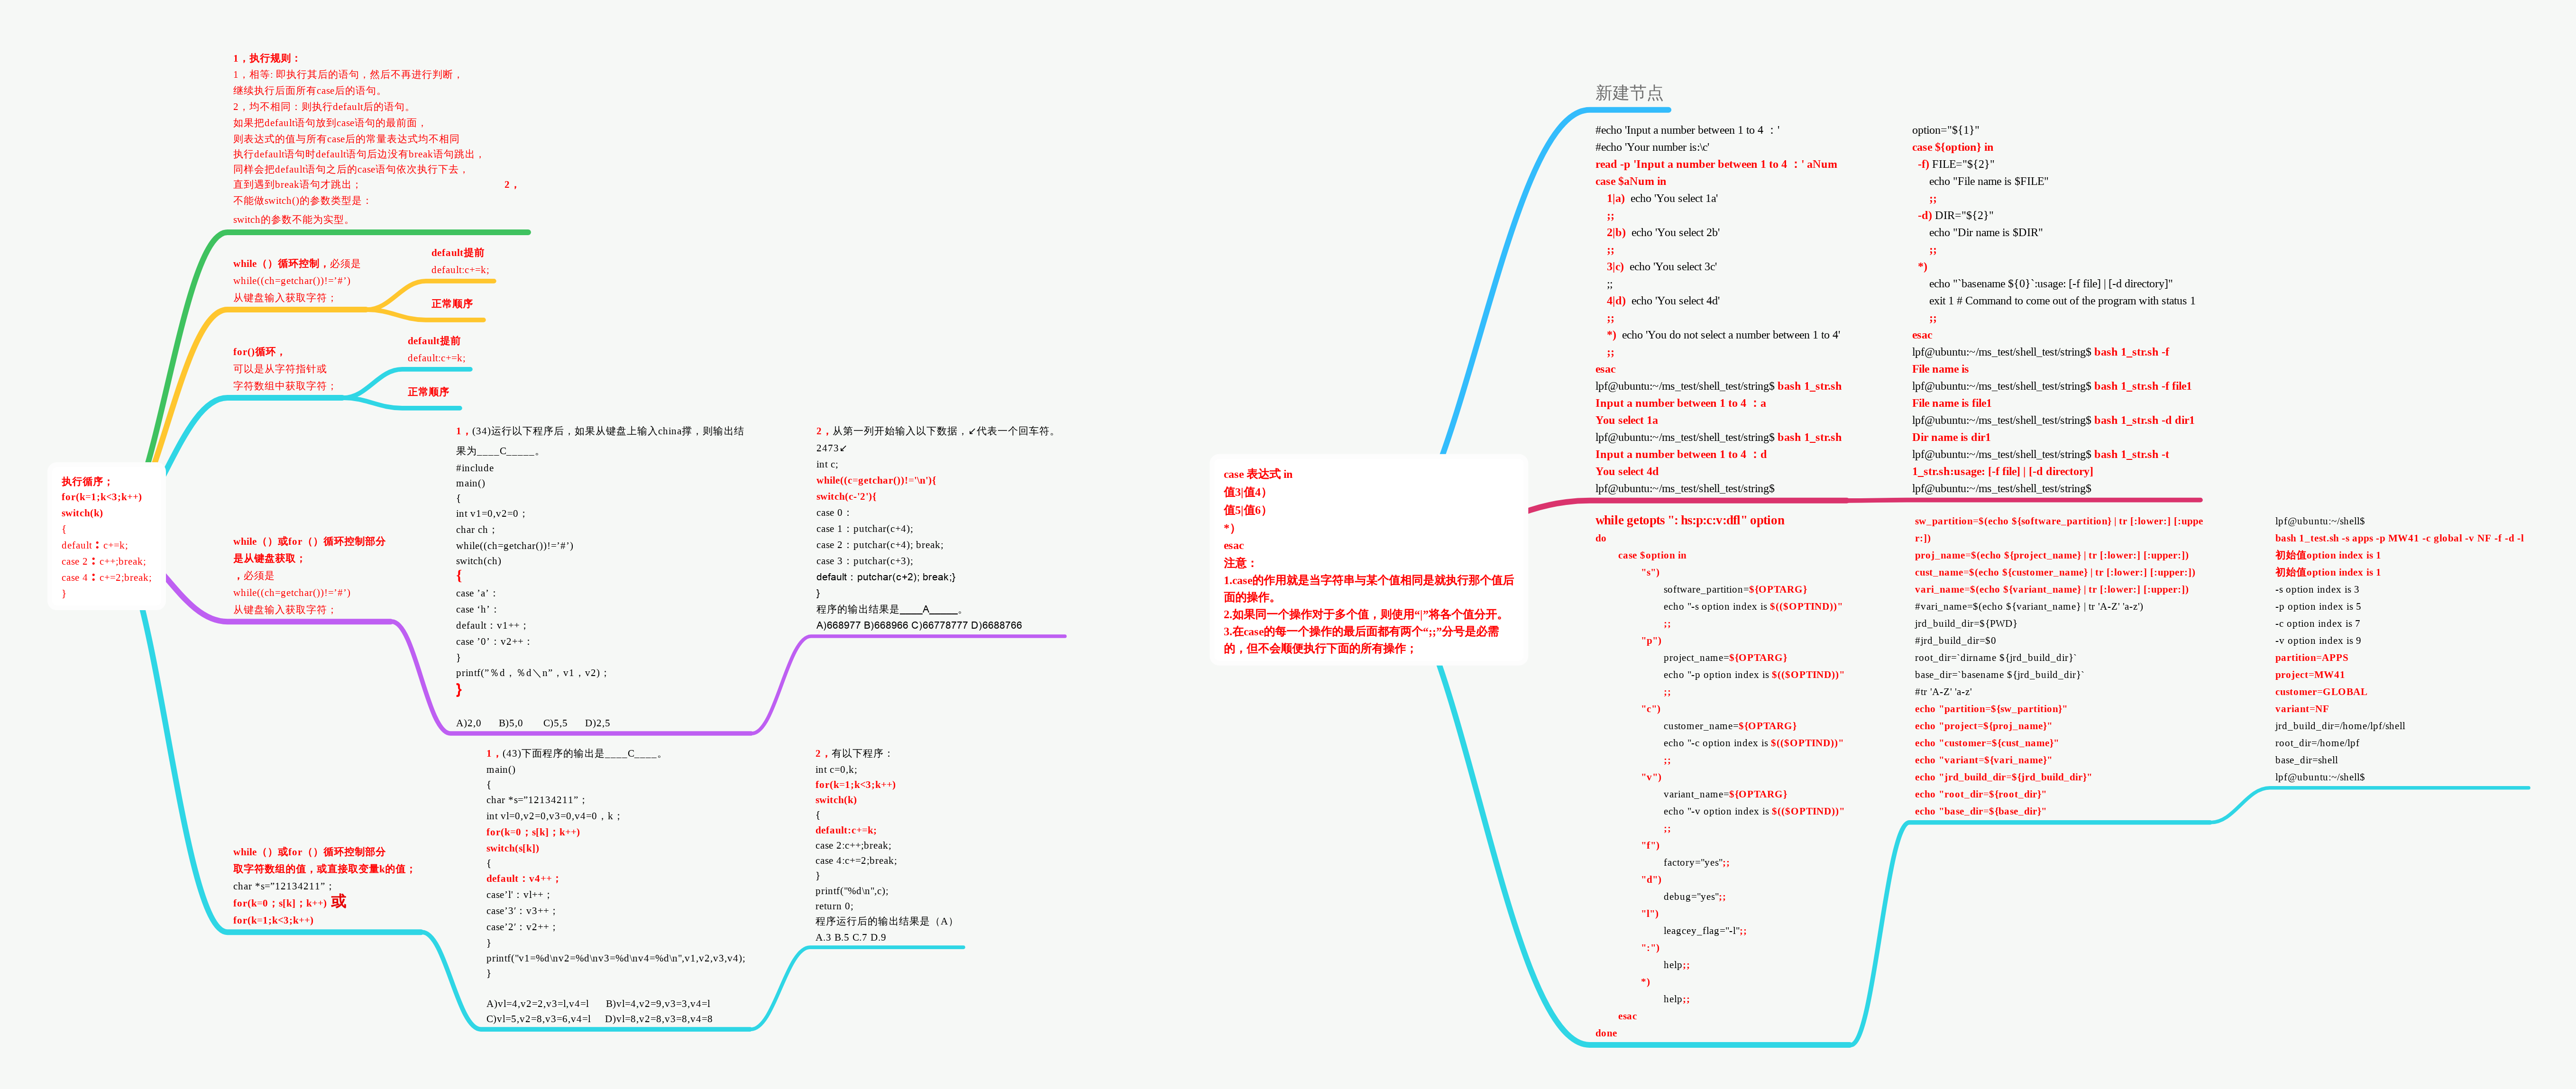 执行循序；
for(k=1;k<3;k++)
switch(k)
{
default：c+=k;
case 2：c++;break;
case 4：c+=2;break;
}
1，执行规则：
1，相等: 即执行其后的语句，然后不再进行判断，
继续执行后面所有case后的语句。
2，均不相同：则执行default后的语句。
如果把default语句放到case语句的最前面，
则表达式的值与所有case后的常量表达式均不相同
执行default语句时default语句后边没有break语句跳出，
同样会把default语句之后的case语句依次执行下去，
直到遇到break语句才跳出； 2，
不能做switch()的参数类型是：
switch的参数不能为实型。
while（）循环控制，必须是
while((ch=getchar())!=’#’)
从键盘输入获取字符；
default提前
default:c+=k;
正常顺序
for()循环，
可以是从字符指针或
字符数组中获取字符；
default提前
default:c+=k;
正常顺序
while（）或for（）循环控制部分
是从键盘获取；
，必须是
while((ch=getchar())!=’#’)
从键盘输入获取字符；
1，(34)运行以下程序后，如果从键盘上输入china撑，则输出结
果为____C_____。
#include
main()
{
int v1=0,v2=0；
char ch；
while((ch=getchar())!=’#’)
switch(ch)
{
case ’a’：
case ‘h’：
default：v1++；
case ’0’：v2++：
}
printf(”％d，％d＼n”，v1，v2)；
}
A)2,0 B)5,0 C)5,5 D)2,5
2，从第一列开始输入以下数据，↙代表一个回车符。
2473↙
int c;
while((c=getchar())!='\n'){
switch(c-'2'){
case 0：
case 1：putchar(c+4);
case 2：putchar(c+4); break;
case 3：putchar(c+3);
default：putchar(c+2); break;}
}
程序的输出结果是____A_____。
A)668977 B)668966 C)66778777 D)6688766
while（）或for（）循环控制部分
取字符数组的值，或直接取变量k的值；
char *s=”12134211”；
for(k=0；s[k]；k++) 或
for(k=1;k<3;k++)
1，(43)下面程序的输出是____C____。
main()
{
char *s=”12134211”；
int vl=0,v2=0,v3=0,v4=0，k；
for(k=0；s[k]；k++)
switch(s[k])
{
default：v4++；
case’l'：vl++；
case’3′：v3++；
case’2′：v2++；
}
printf("v1=%d\nv2=%d\nv3=%d\nv4=%d\n",v1,v2,v3,v4);
}
A)vl=4,v2=2,v3=l,v4=l B)vl=4,v2=9,v3=3,v4=l
C)vl=5,v2=8,v3=6,v4=l D)vl=8,v2=8,v3=8,v4=8
2，有以下程序：
int c=0,k;
for(k=1;k<3;k++)
switch(k)
{
default:c+=k;
case 2:c++;break;
case 4:c+=2;break;
}
printf("%d\n",c);
return 0;
程序运行后的输出结果是（A）
A.3 B.5 C.7 D.9
case 表达式 in
值3|值4）
值5|值6）
*）
esac
注意：
1.case的作用就是当字符串与某个值相同是就执行那个值后
面的操作。
2.如果同一个操作对于多个值，则使用“|”将各个值分开。
3.在case的每一个操作的最后面都有两个“;;”分号是必需
的，但不会顺便执行下面的所有操作；
新建节点
#echo 'Input a number between 1 to 4 ：'
#echo 'Your number is:\c'
read -p 'Input a number between 1 to 4 ：' aNum
case $aNum in
1|a) echo 'You select 1a'
;;
2|b) echo 'You select 2b'
;;
3|c) echo 'You select 3c'
;;
4|d) echo 'You select 4d'
;;
*) echo 'You do not select a number between 1 to 4'
;;
esac
lpf@ubuntu:~/ms_test/shell_test/string$ bash 1_str.sh
Input a number between 1 to 4 ：a
You select 1a
lpf@ubuntu:~/ms_test/shell_test/string$ bash 1_str.sh
Input a number between 1 to 4 ：d
You select 4d
lpf@ubuntu:~/ms_test/shell_test/string$
option="${1}"
case ${option} in
-f) FILE="${2}"
echo "File name is $FILE"
;;
-d) DIR="${2}"
echo "Dir name is $DIR"
;;
*)
echo "`basename ${0}`:usage: [-f file] | [-d directory]"
exit 1 # Command to come out of the program with status 1
;;
esac
lpf@ubuntu:~/ms_test/shell_test/string$ bash 1_str.sh -f
File name is
lpf@ubuntu:~/ms_test/shell_test/string$ bash 1_str.sh -f file1
File name is file1
lpf@ubuntu:~/ms_test/shell_test/string$ bash 1_str.sh -d dir1
Dir name is dir1
lpf@ubuntu:~/ms_test/shell_test/string$ bash 1_str.sh -t
1_str.sh:usage: [-f file] | [-d directory]
lpf@ubuntu:~/ms_test/shell_test/string$
while getopts ": hs:p:c:v:dfl" option
do
case $option in
"s")
software_partition=${OPTARG}
echo "-s option index is $(($OPTIND))"
;;
"p")
project_name=${OPTARG}
echo "-p option index is $(($OPTIND))"
;;
"c")
customer_name=${OPTARG}
echo "-c option index is $(($OPTIND))"
;;
"v")
variant_name=${OPTARG}
echo "-v option index is $(($OPTIND))"
;;
"f")
factory="yes";;
"d")
debug="yes";;
"l")
leagcey_flag="-l";;
":")
help;;
*)
help;;
esac
done
sw_partition=$(echo ${software_partition} | tr [:lower:] [:uppe
r:])
proj_name=$(echo ${project_name} | tr [:lower:] [:upper:])
cust_name=$(echo ${customer_name} | tr [:lower:] [:upper:])
vari_name=$(echo ${variant_name} | tr [:lower:] [:upper:])
#vari_name=$(echo ${variant_name} | tr 'A-Z' 'a-z')
jrd_build_dir=${PWD}
#jrd_build_dir=$0
root_dir=`dirname ${jrd_build_dir}`
base_dir=`basename ${jrd_build_dir}`
#tr 'A-Z' 'a-z'
echo "partition=${sw_partition}"
echo "project=${proj_name}"
echo "customer=${cust_name}"
echo "variant=${vari_name}"
echo "jrd_build_dir=${jrd_build_dir}"
echo "root_dir=${root_dir}"
echo "base_dir=${base_dir}"
lpf@ubuntu:~/shell$
bash 1_test.sh -s apps -p MW41 -c global -v NF -f -d -l
初始值option index is 1
初始值option index is 1
-s option index is 3
-p option index is 5
-c option index is 7
-v option index is 9
partition=APPS
project=MW41
customer=GLOBAL
variant=NF
jrd_build_dir=/home/lpf/shell
root_dir=/home/lpf
base_dir=shell
lpf@ubuntu:~/shell$